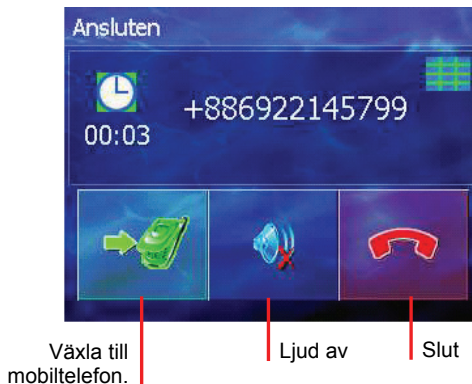 Ansluten
00:03
+886922145799
Växla till
mobiltelefon.
Ljud av
Slut